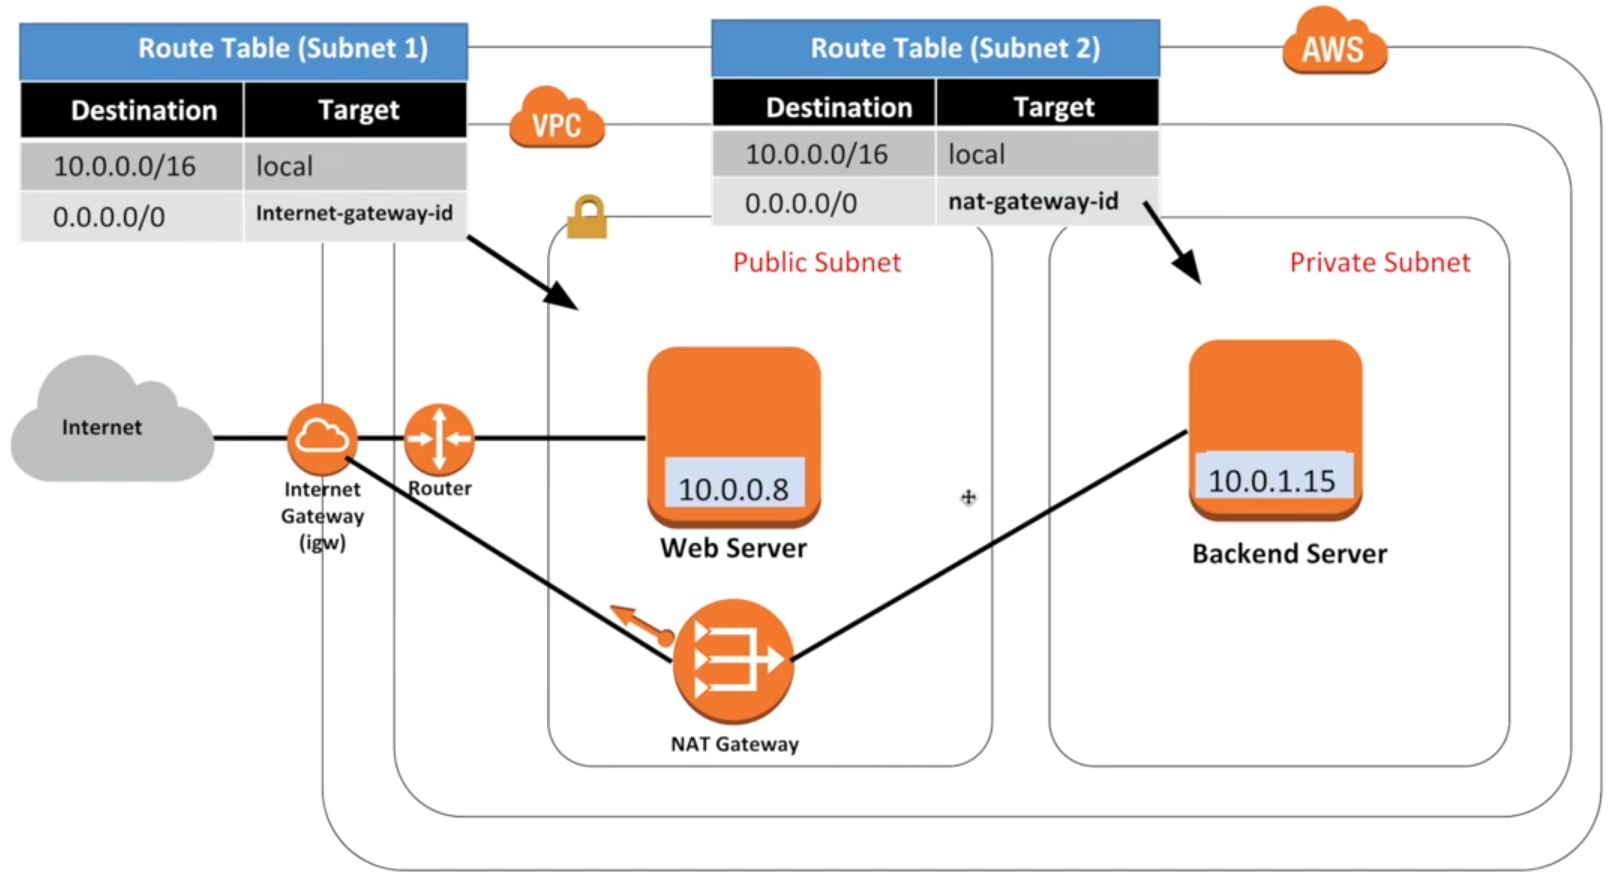 Route Table (Subnet 1)
Destination Target
10.0.0.0/16 local
0.0.0.0/0 Internet-gateway-id
VPC
Route Table (Subnet 2)
Destination Target
10.0.0.0/16 local
0.0.0.0/0 nat-gateway-id
AWS
Public Subnet
Private Subnet
Internet
Internet
Gateway
(igw)
Router
10.0.0.8
Web Server
10.0.1.15
Backend Server
NAT Gateway